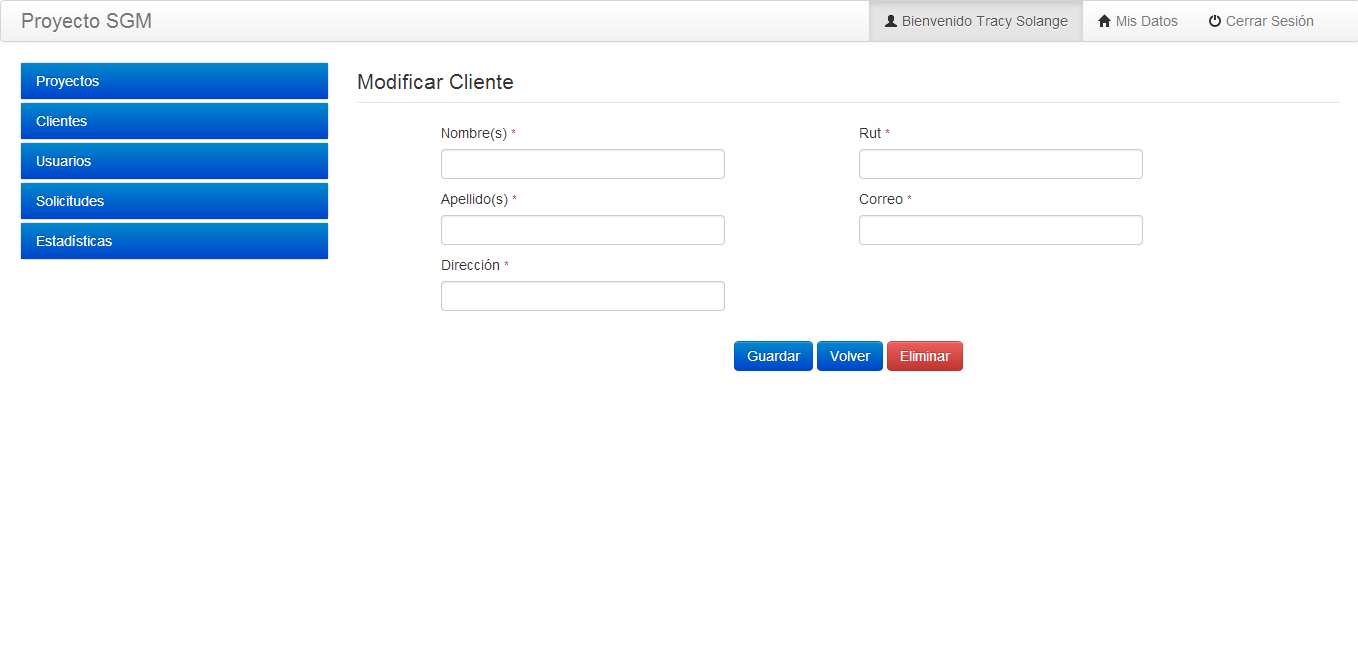 Proyecto SGM
Bienvenido Tracy Solange
Mis Datos
Cerrar Sesión
Proyectos
Clientes
Usuarios
Solicitudes
Estadísticas
Modificar Cliente
Nombre(s) *
Rut *
Apellido(s) *
Correo *
Dirección *
Guardar
Volver
Eliminar